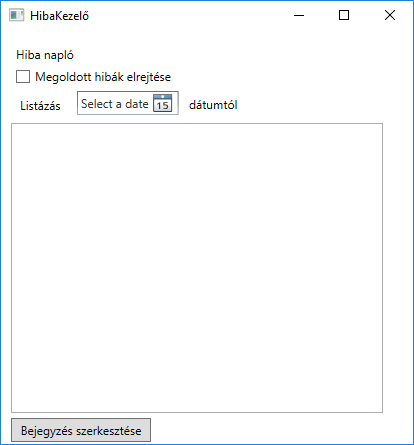 HibaKezelő
Hiba napló
Megoldott hibák elrejtése
Listázás Select a date 15 dátumtól
Bejegyzés szerkesztése